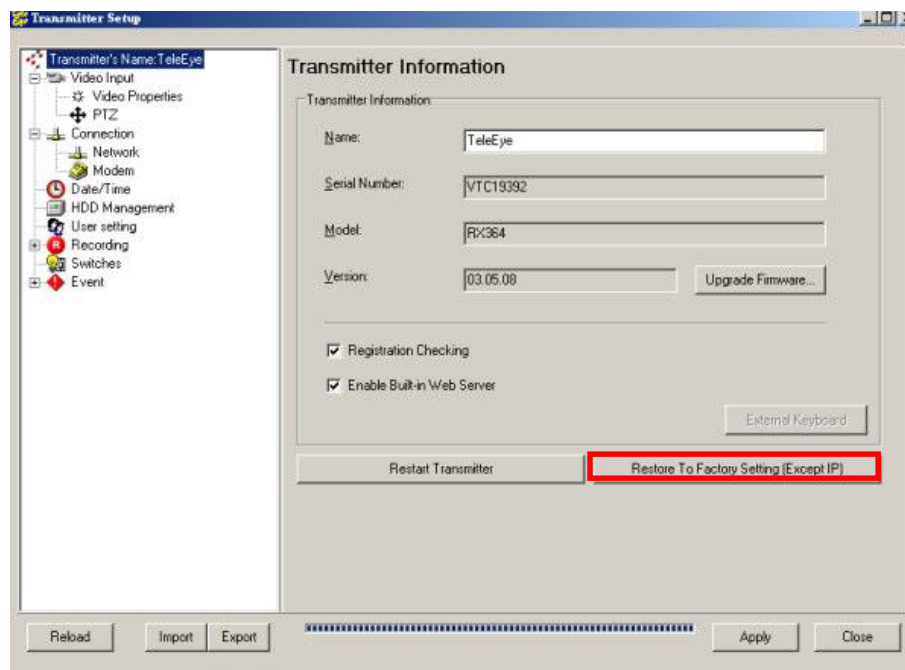 Transmitter Setup
Transmitter's Name:TeleEye
Video Input
Video Properties
PTZ
Connection
Network
Modem
Date/Time
HDD Management
User setting
Recording
Switches
Event
Transmitter Information
Transmitter Information
Name:
TeleEye
Serial Number:
VTC19392
Model:
RX364
Version:
03.05.08
Upgrade Firmware...
Registration Checking
Enable Built-in Web Server
External Keyboard
Restart Transmitter
Restore To Factory Setting (Except IP)
Reload
Import
Export
Apply
Close